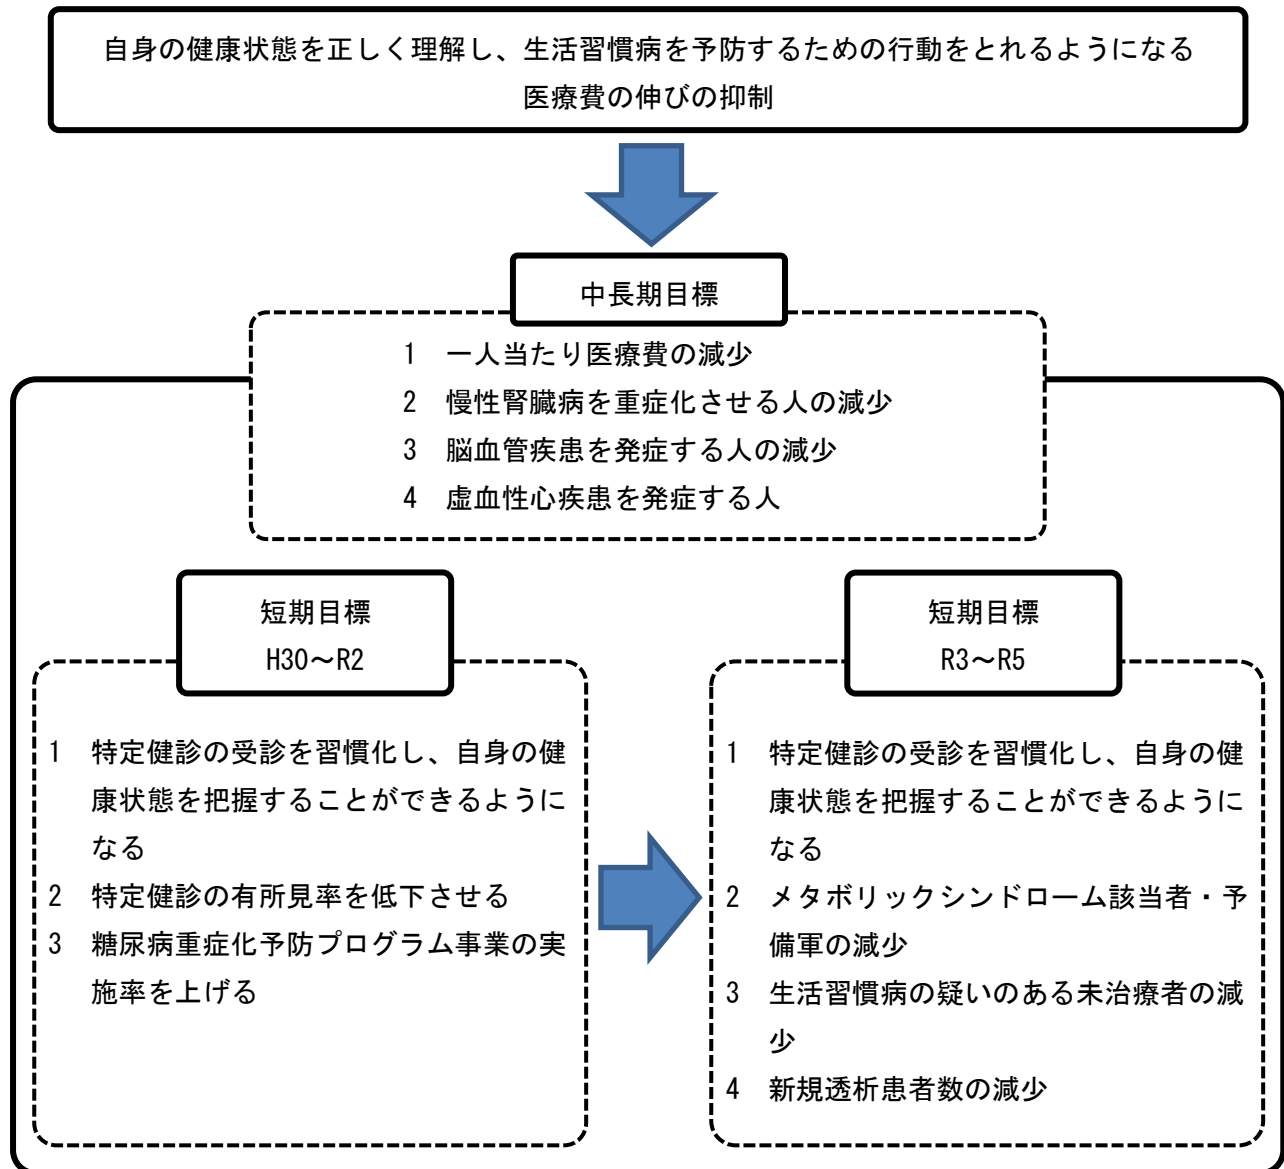 自身の健康状態を正しく理解し、生活習慣病を予防するための行動をとれるようになる
医療費の伸びの抑制
中長期目標
1 一人当たり医療費の減少
2 慢性腎臓病を重症化させる人の減少
3 脳血管疾患を発症する人の減少
4 虚血性心疾患を発症する人
短期目標
H30～R2
1 特定健診の受診を習慣化し、自身の健
康状態を把握することができるように
なる
2 特定健診の有所見率を低下させる
3 糖尿病重症化予防プログラム事業の実
施率を上げる
短期目標
R3～R5
1 特定健診の受診を習慣化し、自身の健
康状態を把握することができるように
なる
2 メタボリックシンドローム該当者・予
備軍の減少
3 生活習慣病の疑いのある未治療者の減
少
4 新規透析患者数の減少